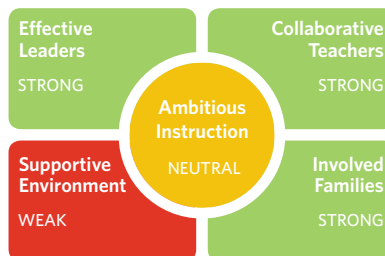 Effective
Leaders
STRONG
Collaborative
Teachers
STRONG
Ambitious
Instruction
NEUTRAL
Supportive
Environment
WEAK
Involved
Families
STRONG